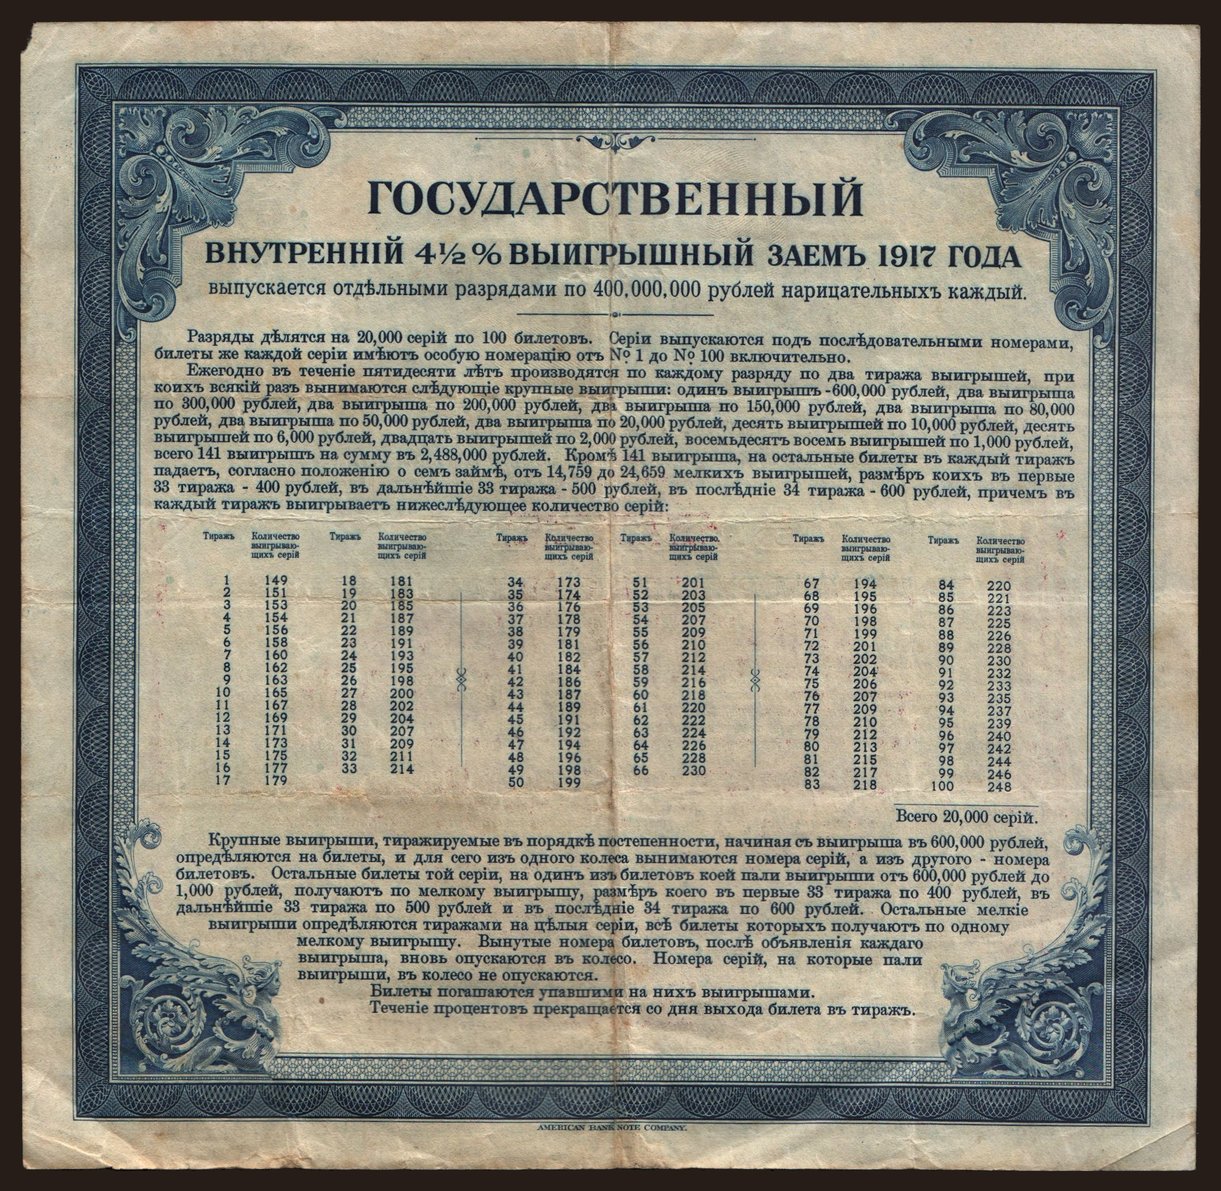 ГОСУДАРСТВЕННЫЙ
ВНУТРЕННІЙ 4½ % ВЫИГРЫШНЫЙ ЗАЕМЪ 1917 ГОДА
выпускается отдѣльными разрядами по 400,000,000 рублей нарицательныхъ каждый.
Разряды дѣлятся на 20,000 серій по 100 билетовъ. Серіи выпускаются подъ послѣдовательными номерами,
билеты же каждой серіи имѣютъ особую номерацію отъ № 1 до № 100 включительно.
Ежегодно въ теченіе пятидесяти лѣтъ производятся по каждому разряду по два тиража выигрышей, при
коихъ всякій разъ вынимаются слѣдующіе крупные выигрыши: одинъ выигрышъ - 600,000 рублей, два выигрыша
по 300,000 рублей, два выигрыша по 200,000 рублей, два выигрыша по 150,000 рублей, два выигрыша по 80,000
рублей, два выигрыша по 50,000 рублей, два выигрыша по 20,000 рублей, десять выигрышей по 10,000 рублей, десять
выигрышей по 6,000 рублей, двадцать выигрышей по 2,000 рублей, восемьдесятъ восемь выигрышей по 1,000 рублей,
всего 141 выигрышъ на сумму въ 2,488,000 рублей. Кромѣ 141 выигрыша, на остальные билеты въ каждый тиражъ
падаетъ, согласно положенію о семъ займѣ, отъ 14,759 до 24,659 мелкихъ выигрышей, размѣръ коихъ въ первые
33 тиража - 400 рублей, въ дальнѣйшіе 33 тиража - 500 рублей, въ послѣдніе 34 тиража - 600 рублей, причемъ въ
каждый тиражъ выигрываетъ нижеслѣдующее количество серій:
Тиражъ Количество выигрываю-щихъ серій Тиражъ Количество выигрываю-щихъ серій Тиражъ Количество выигрываю-щихъ серій Тиражъ Количество выигрываю-щихъ серій Тиражъ Количество выигрываю-щихъ серій Тиражъ Количество выигрываю-щихъ серій
1 149 18 181 34 173 51 201 67 194 84 220
2 151 19 183 35 174 52 203 68 195 85 221
3 153 20 185 36 176 53 205 69 196 86 223
4 154 21 187 37 178 54 207 70 198 87 225
5 156 22 189 38 179 55 209 71 199 88 226
6 158 23 191 39 181 56 210 72 201 89 228
7 160 24 193 40 182 57 212 73 202 90 230
8 162 25 195 41 184 58 214 74 204 91 232
9 163 26 198 42 186 59 216 75 206 92 233
10 165 27 200 43 187 60 218 76 207 93 235
11 167 28 202 44 189 61 220 77 209 94 237
12 169 29 204 45 191 62 222 78 210 95 239
13 171 30 207 46 192 63 224 79 212 96 240
14 173 31 209 47 194 64 226 80 213 97 242
15 175 32 211 48 196 65 228 81 215 98 244
16 177 33 214 49 198 66 230 82 217 99 246
17 179 50 199 83 218 100 248
Всего 20,000 серій.
Крупные выигрыши, тиражируемые въ порядкѣ постепенности, начиная съ выигрыша въ 600,000 рублей,
опредѣляются на билеты, и для сего изъ одного колеса вынимаются номера серій, а изъ другого - номера
билетовъ. Остальные билеты той серіи, на одинъ изъ билетовъ коей пали выигрыши отъ 600,000 рублей до
1,000 рублей, получаютъ по мелкому выигрышу, размѣръ коего въ первые 33 тиража по 400 рублей, въ
дальнѣйшіе 33 тиража по 500 рублей и въ послѣдніе 34 тиража по 600 рублей. Остальные мелкіе
выигрыши опредѣляются тиражами на цѣлыя серіи, всѣ билеты которыхъ получаютъ по одному
мелкому выигрышу. Вынутые номера билетовъ, послѣ объявленія каждаго
выигрыша, вновь опускаются въ колесо. Номера серій, на которые пали
выигрыши, въ колесо не опускаются.
Билеты погашаются упавшими на нихъ выигрышами.
Теченіе процентовъ прекращается со дня выхода билета въ тиражъ.
AMERICAN BANK NOTE COMPANY.